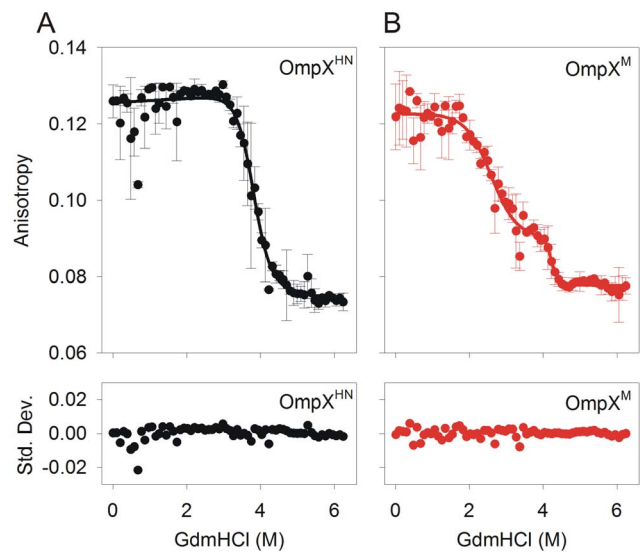 A
B
0.14
0.12
0.10
0.08
0.06
Anisotropy
OmpX^HN
OmpX^M
0.02
0.00
-0.02
Std. Dev.
OmpX^HN
OmpX^M
0 2 4 6
0 2 4 6
GdmHCl (M)
GdmHCl (M)